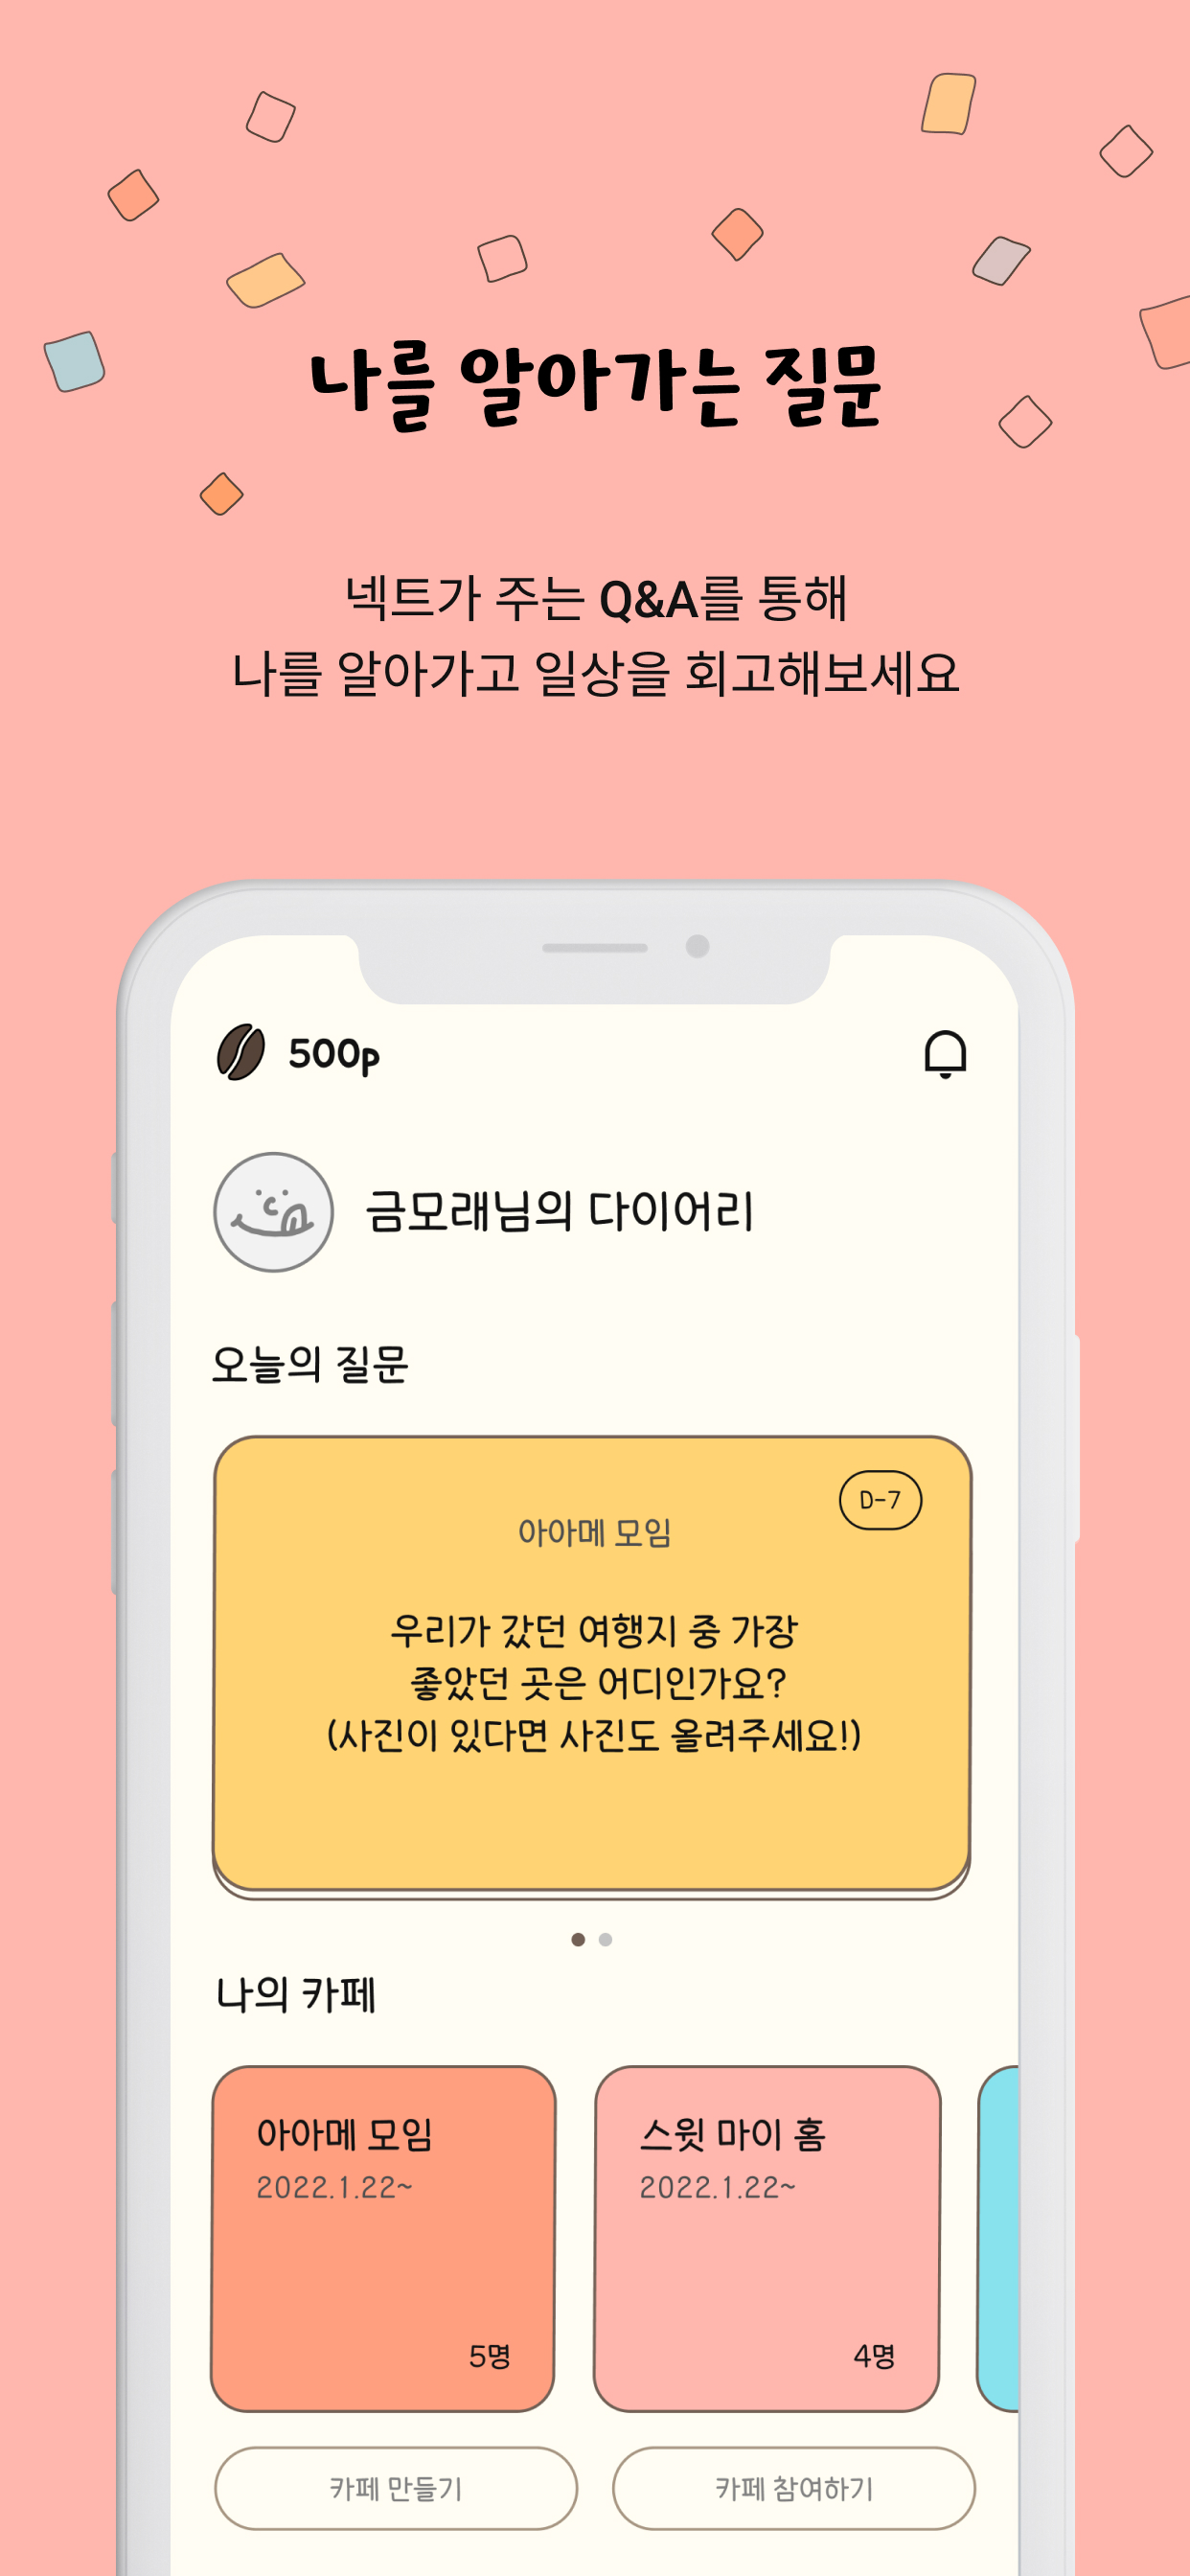 나를 알아가는 질문
넥트가 주는 Q&A를 통해
나를 알아가고 일상을 회고해보세요
500p
금모래님의 다이어리
오늘의 질문
D-7
아아메 모임
우리가 갔던 여행지 중 가장
좋았던 곳은 어디인가요?
(사진이 있다면 사진도 올려주세요!)
나의 카페
아아메 모임
2022.1.22~
5명
스윗 마이 홈
2022.1.22~
4명
카페 만들기
카페 참여하기